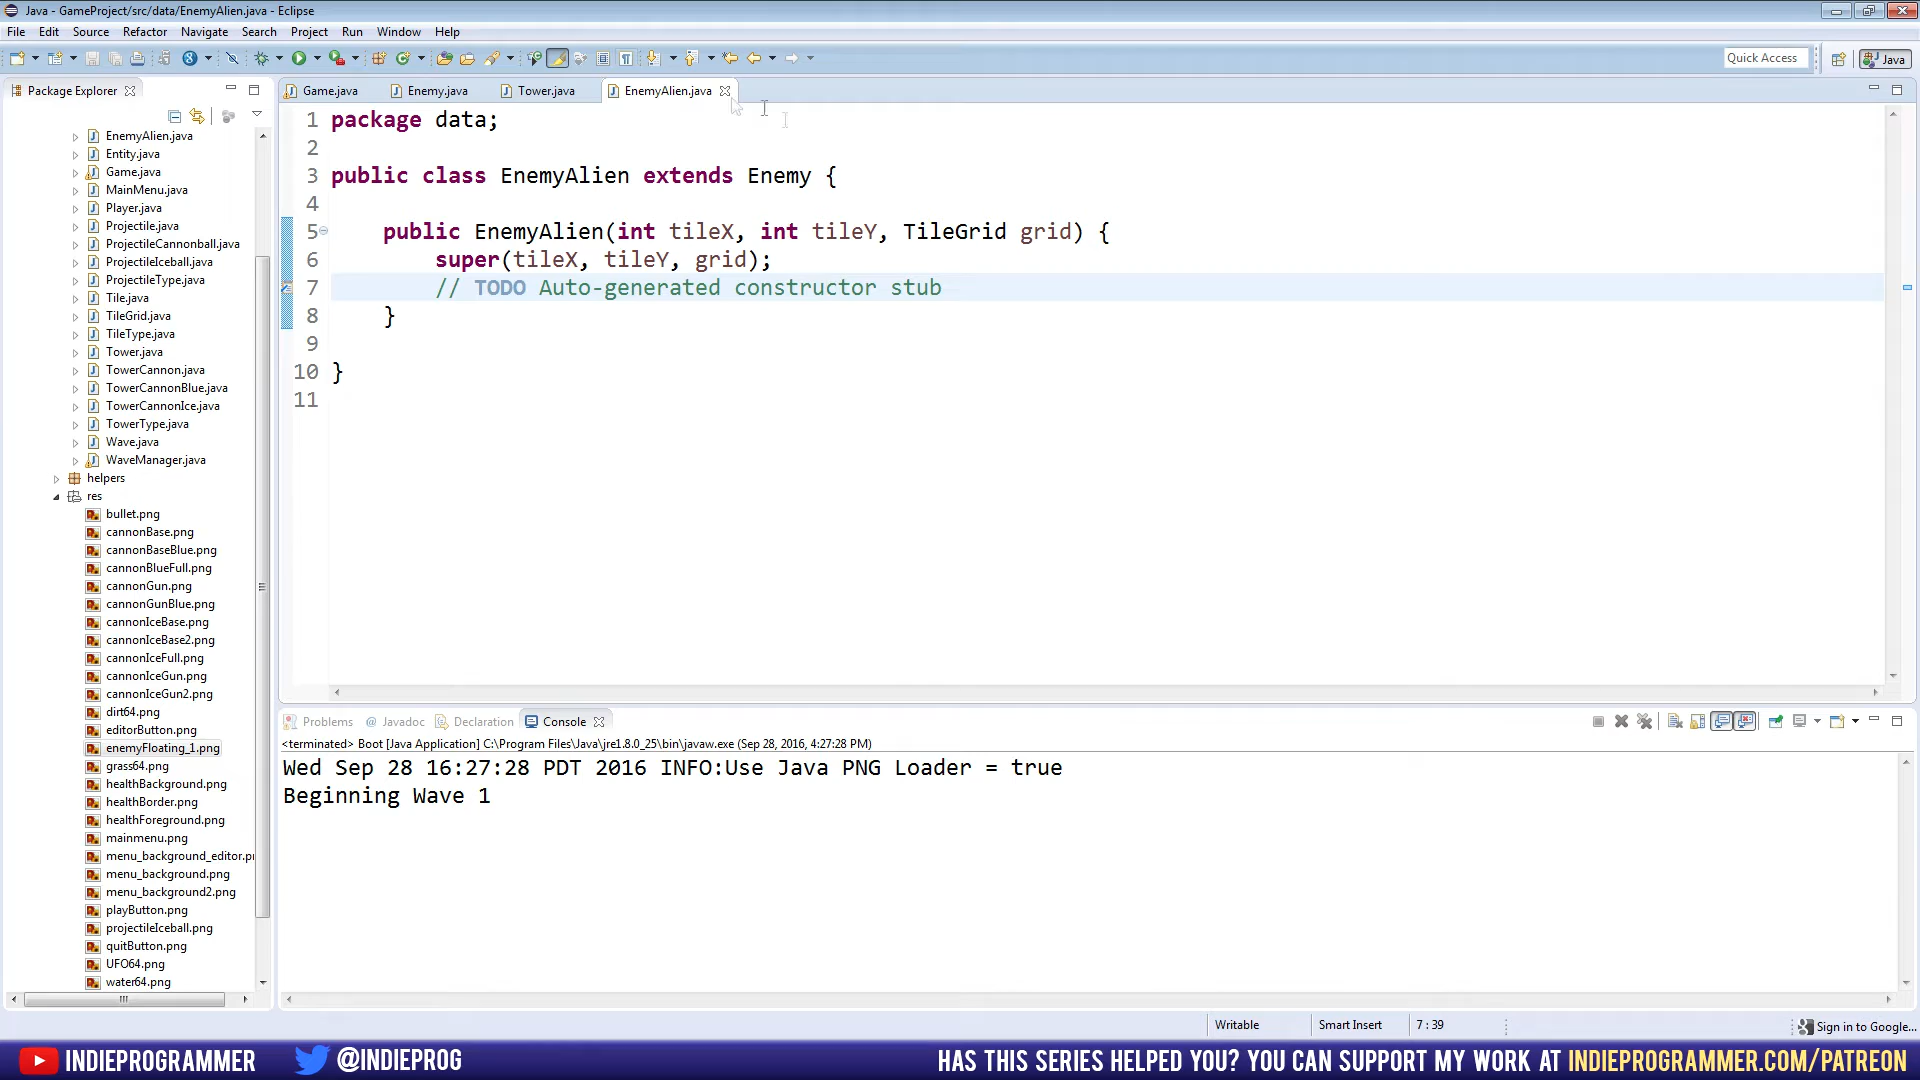 Java - GameProject/src/data/EnemyAlien.java - Eclipse
File Edit Source Refactor Navigate Search Project Run Window Help
Quick Access
Java
Package Explorer
Game.java Enemy.java Tower.java EnemyAlien.java
EnemyAlien.java
Entity.java
Game.java
MainMenu.java
Player.java
Projectile.java
ProjectileCannonball.java
ProjectileIceball.java
ProjectileType.java
Tile.java
TileGrid.java
TileType.java
Tower.java
TowerCannon.java
TowerCannonBlue.java
TowerCannonIce.java
TowerType.java
Wave.java
WaveManager.java
helpers
res
bullet.png
cannonBase.png
cannonBaseBlue.png
cannonBlueFull.png
cannonGun.png
cannonGunBlue.png
cannonIceBase.png
cannonIceBase2.png
cannonIceFull.png
cannonIceGun.png
cannonIceGun2.png
dirt64.png
editorButton.png
enemyFloating_1.png
grass64.png
healthBackground.png
healthBorder.png
healthForeground.png
mainmenu.png
menu_background_editor.pr
menu_background.png
menu_background2.png
playButton.png
projectileIceball.png
quitButton.png
UFO64.png
water64.png
1 package data;
2
3 public class EnemyAlien extends Enemy {
4
5 public EnemyAlien(int tileX, int tileY, TileGrid grid) {
6 super(tileX, tileY, grid);
7 // TODO Auto-generated constructor stub
8 }
9
10 }
11
Problems @ Javadoc Declaration Console
<terminated> Boot [Java Application] C:\Program Files\Java\jre1.8.0_25\bin\javaw.exe (Sep 28, 2016, 4:27:28 PM)
Wed Sep 28 16:27:28 PDT 2016 INFO:Use Java PNG Loader = true
Beginning Wave 1
Writable Smart Insert 7 : 39
Sign in to Google...
INDIEPROGRAMMER @INDIEPROG HAS THIS SERIES HELPED YOU? YOU CAN SUPPORT MY WORK AT INDIEPROGRAMMER.COM/PATREON